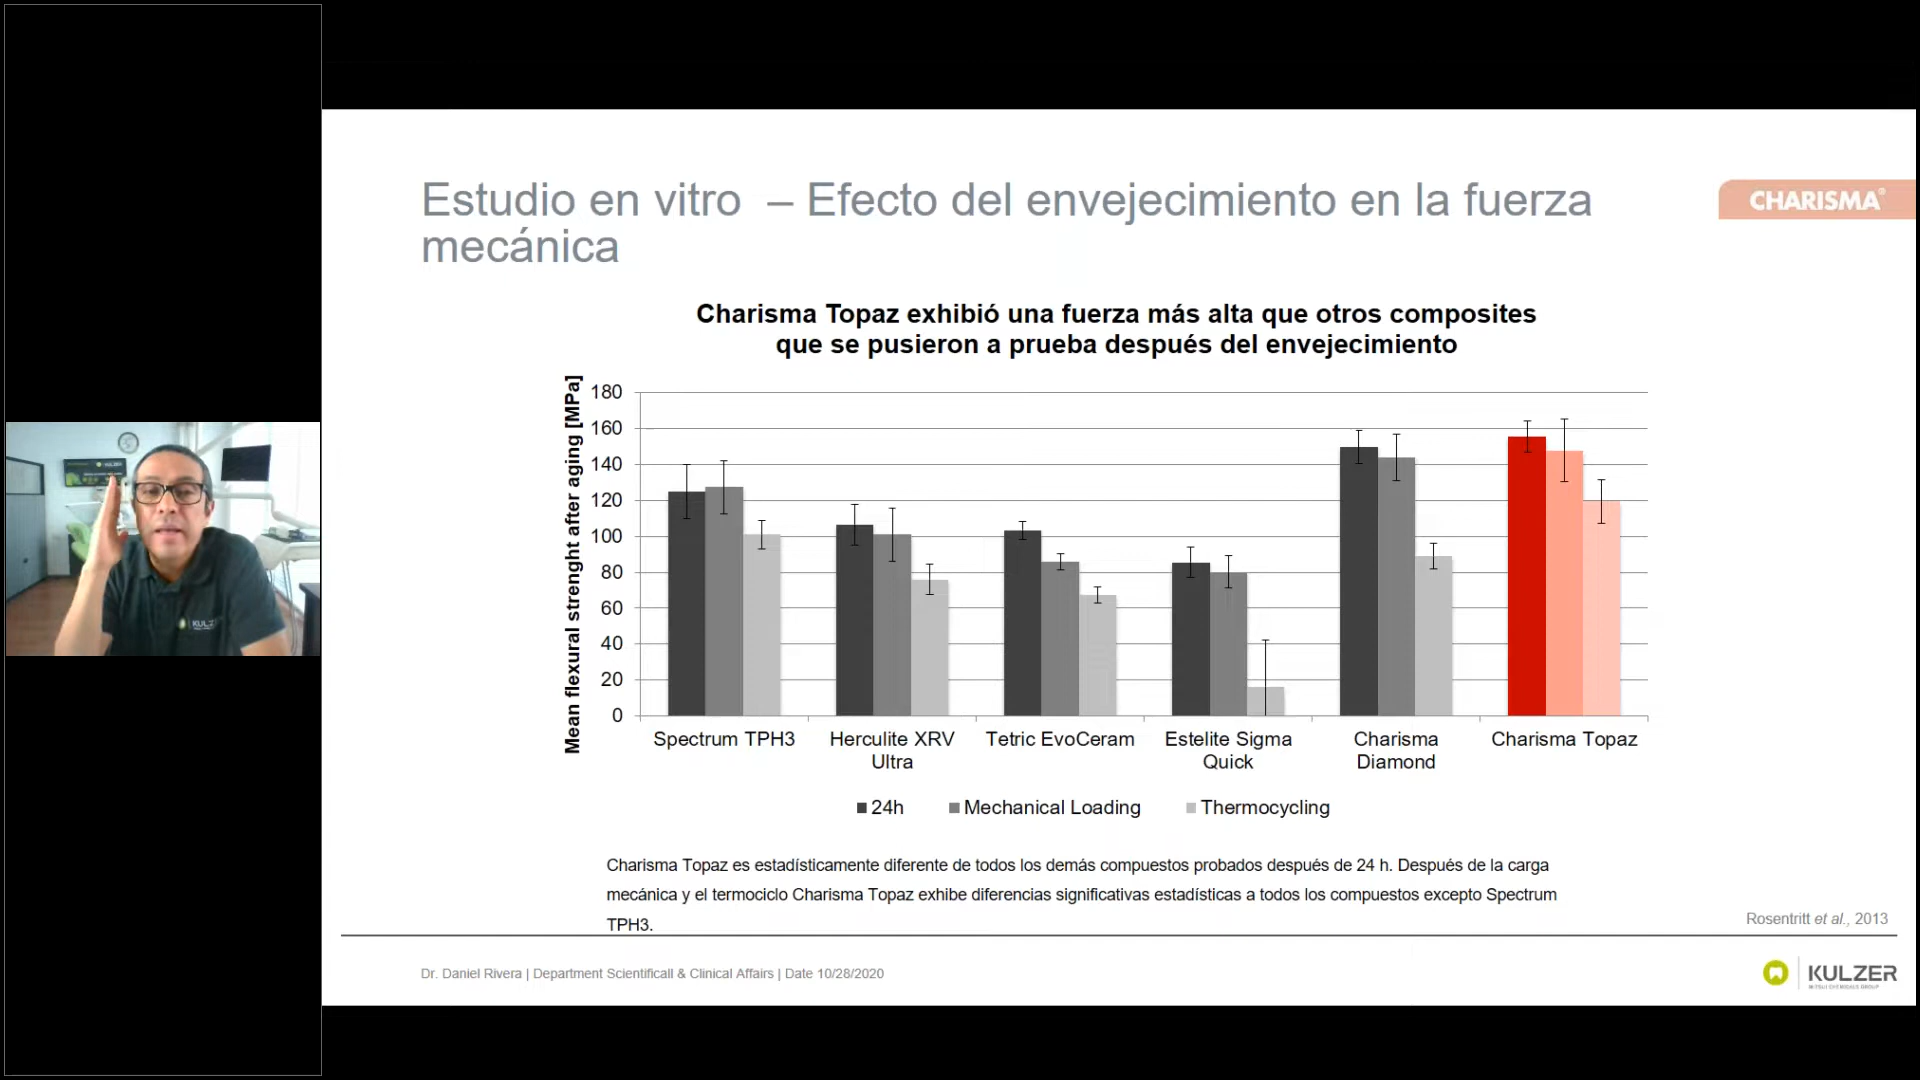 Estudio en vitro – Efecto del envejecimiento en la fuerza
mecánica
CHARISMA®
Charisma Topaz exhibió una fuerza más alta que otros composites
que se pusieron a prueba después del envejecimiento
Mean flexural strenght after aging [MPa]
180
160
140
120
100
80
60
40
20
0
Spectrum TPH3
Herculite XRV
Ultra
Tetric EvoCeram
Estelite Sigma
Quick
Charisma
Diamond
Charisma Topaz
24h
Mechanical Loading
Thermocycling
Charisma Topaz es estadísticamente diferente de todos los demás compuestos probados después de 24 h. Después de la carga
mecánica y el termociclo Charisma Topaz exhibe diferencias significativas estadísticas a todos los compuestos excepto Spectrum
TPH3.
Rosentritt et al., 2013
Dr. Daniel Rivera | Department Scientificall & Clinical Affairs | Date 10/28/2020
KULZER
MITSUI CHEMICALS GROUP
KULZER